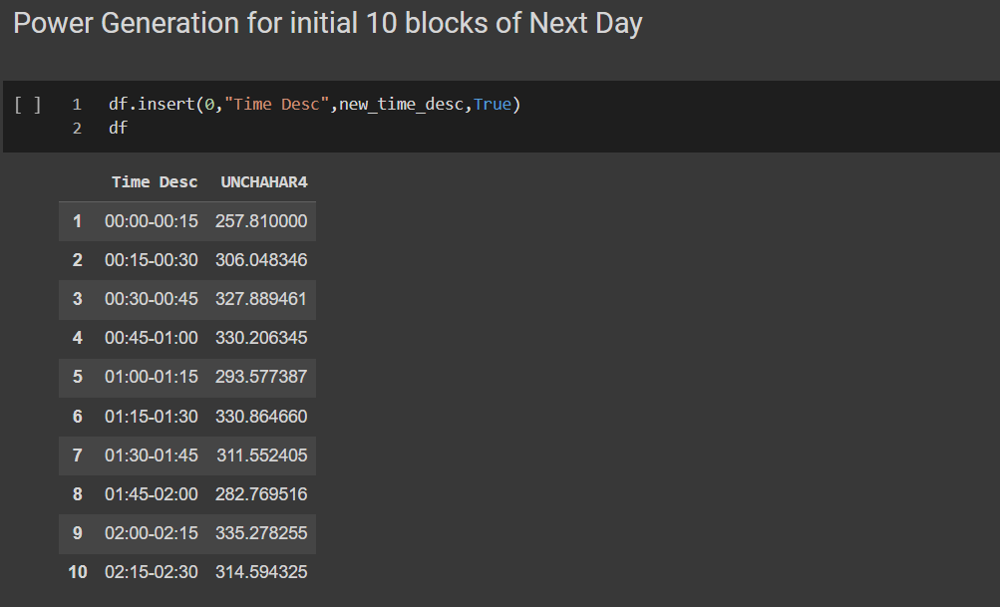 Power Generation for initial 10 blocks of Next Day
[ ] 1 df.insert(0,"Time Desc",new_time_desc,True)
2 df
Time Desc UNCHAHAR4
1 00:00-00:15 257.810000
2 00:15-00:30 306.048346
3 00:30-00:45 327.889461
4 00:45-01:00 330.206345
5 01:00-01:15 293.577387
6 01:15-01:30 330.864660
7 01:30-01:45 311.552405
8 01:45-02:00 282.769516
9 02:00-02:15 335.278255
10 02:15-02:30 314.594325